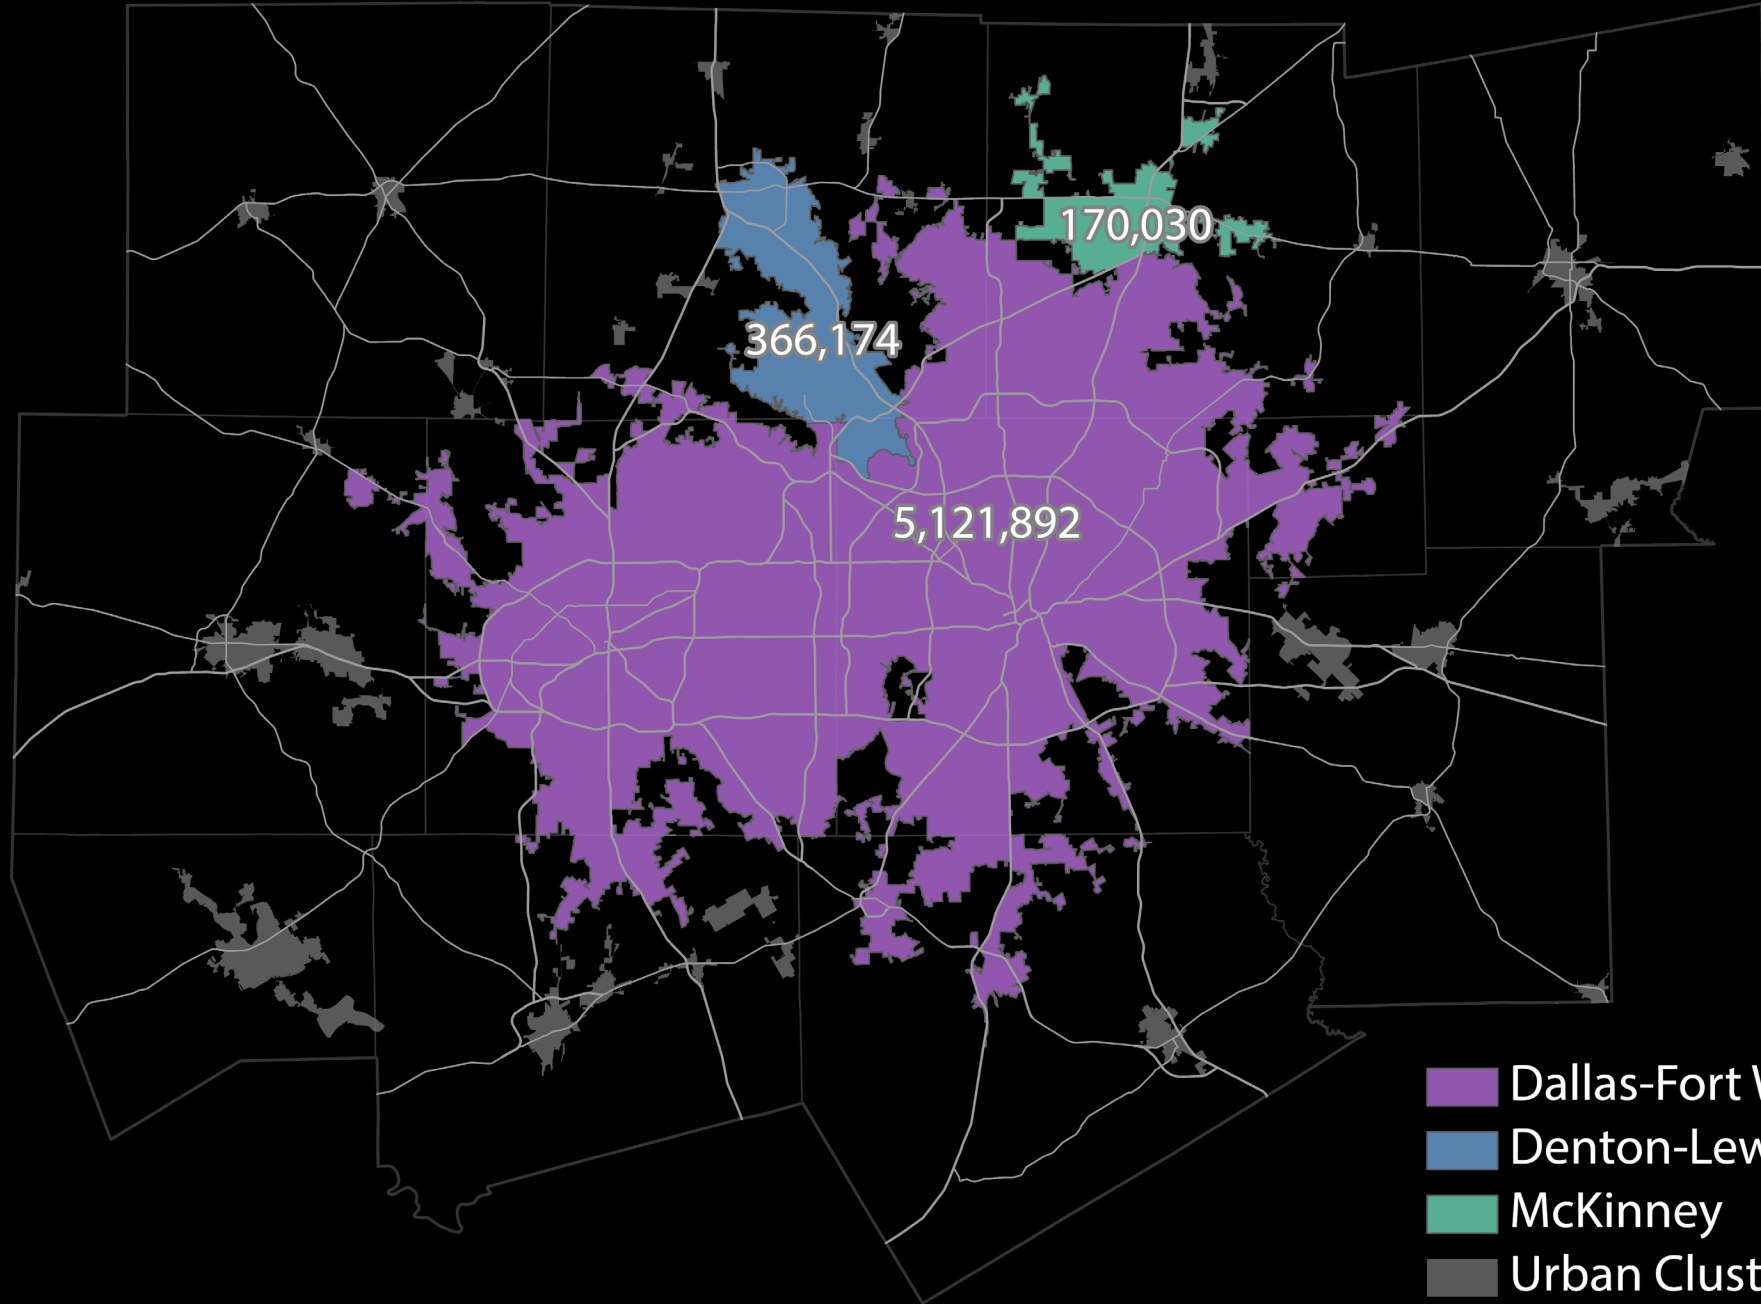 170,030
366,174
5,121,892
Dallas-Fort
Denton-Lew
McKinney
Urban Clust